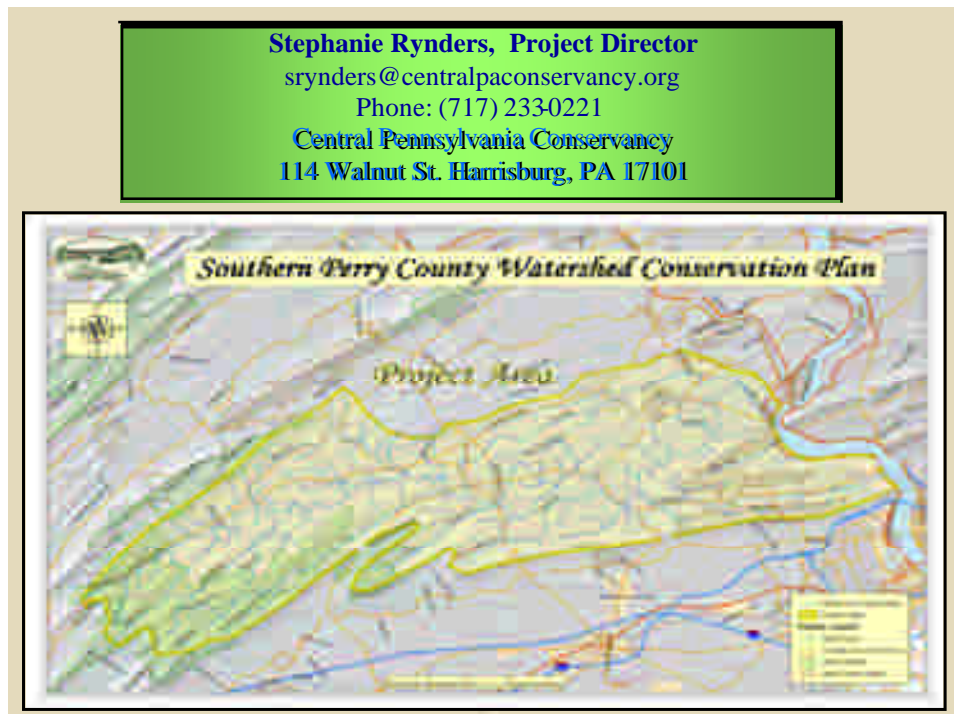 Stephanie Rynders, Project Director
srynders@centralpaconservancy.org
Phone: (717) 233-0221
Central Pennsylvania Conservancy
114 Walnut St. Harrisburg, PA 17101
Southern Perry County Watershed Conservation Plan
Project Area